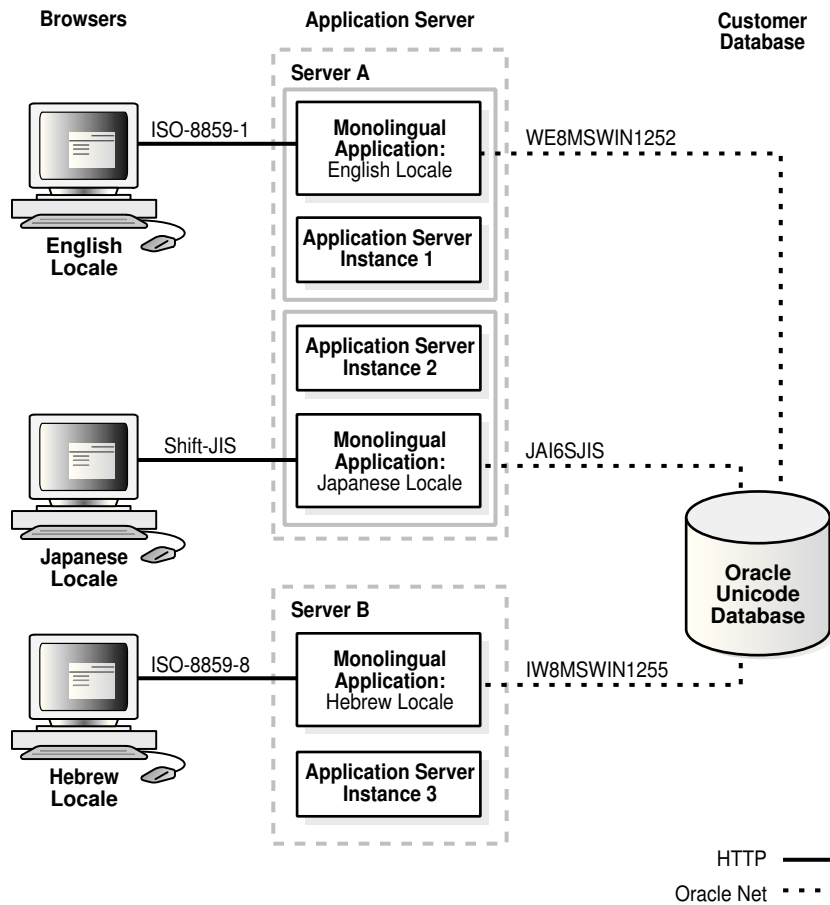 Browsers
Application Server
Customer
Database
Server A
ISO-8859-1
Monolingual
Application:
English Locale
WE8MSWIN1252
English
Locale
Application Server
Instance 1
Application Server
Instance 2
Shift-JIS
Monolingual
Application:
Japanese Locale
JAI6SJIS
Japanese
Locale
Oracle
Unicode
Database
Server B
ISO-8859-8
Monolingual
Application:
Hebrew Locale
IW8MSWIN1255
Hebrew
Locale
Application Server
Instance 3
HTTP
Oracle Net